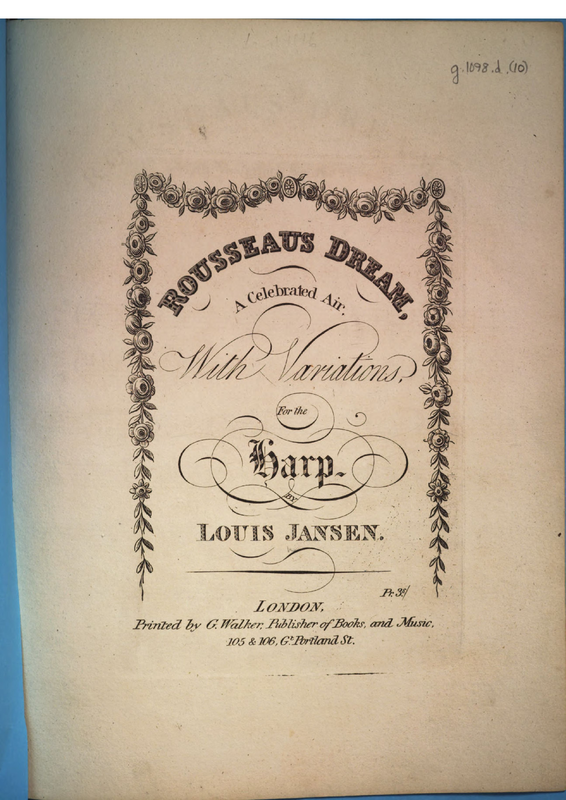 g.1098.d.(10)
ROUSSEAUS DREAM,
A Celebrated Air.
With Variations,
For the
Harp.
BY
LOUIS JANSEN.
Pr. 3s/
LONDON,
Printed by G. Walker, Publisher of Books, and Music,
105 & 106, Gt. Portland St.